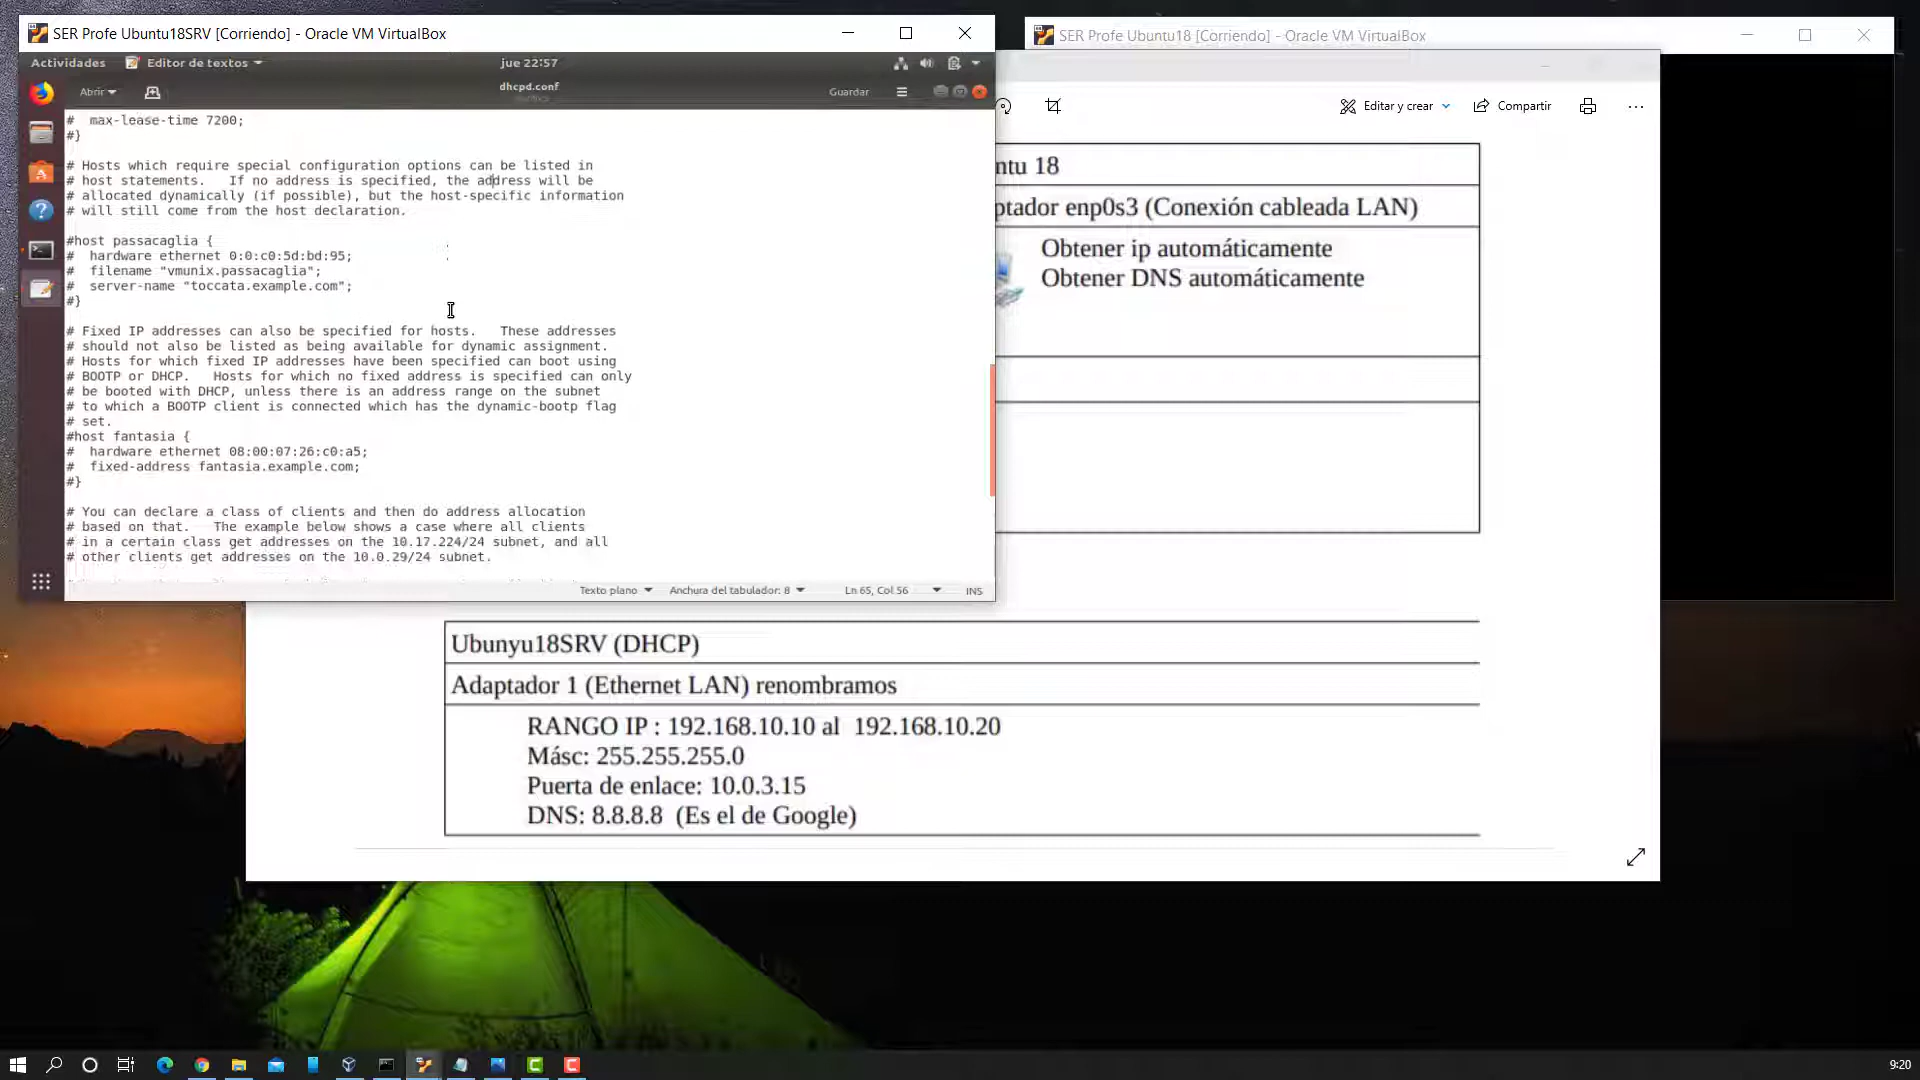 SER Profe Ubuntu18SRV [Corriendo] - Oracle VM VirtualBox
Actividades
Editor de textos
jue 22:57
Abrir
dhcpd.conf
Guardar
#  max-lease-time 7200;
#}
# Hosts which require special configuration options can be listed in
# host statements.   If no address is specified, the address will be
# allocated dynamically (if possible), but the host-specific information
# will still come from the host declaration.
#host passacaglia {
#  hardware ethernet 0:0:c0:5d:bd:95;
#  filename "vmunix.passacaglia";
#  server-name "toccata.example.com";
#}
# Fixed IP addresses can also be specified for hosts.   These addresses
# should not also be listed as being available for dynamic assignment.
# Hosts for which fixed IP addresses have been specified can boot using
# BOOTP or DHCP.   Hosts for which no fixed address is specified can only
# be booted with DHCP, unless there is an address range on the subnet
# to which a BOOTP client is connected which has the dynamic-bootp flag
# set.
#host fantasia {
#  hardware ethernet 08:00:07:26:c0:a5;
#  fixed-address fantasia.example.com;
#}
# You can declare a class of clients and then do address allocation
# based on that.   The example below shows a case where all clients
# in a certain class get addresses on the 10.17.224/24 subnet, and all
# other clients get addresses on the 10.0.29/24 subnet.
Texto plano
Anchura del tabulador: 8
Ln 65, Col 56
INS
SER Profe Ubuntu18 [Corriendo] - Oracle VM VirtualBox
Editar y crear
Compartir
ntu 18
ptador enp0s3 (Conexión cableada LAN)
Obtener ip automáticamente
Obtener DNS automáticamente
Ubunyu18SRV (DHCP)
Adaptador 1 (Ethernet LAN) renombramos
RANGO IP : 192.168.10.10 al  192.168.10.20
Másc: 255.255.255.0
Puerta de enlace: 10.0.3.15
DNS: 8.8.8.8  (Es el de Google)
9:20